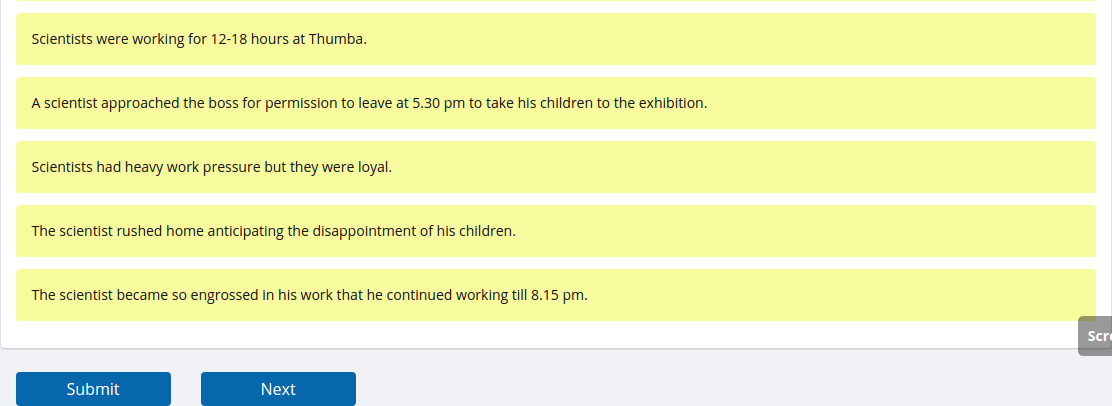 Scientists were working for 12-18 hours at Thumba.
A scientist approached the boss for permission to leave at 5.30 pm to take his children to the exhibition.
Scientists had heavy work pressure but they were loyal.
The scientist rushed home anticipating the disappointment of his children.
The scientist became so engrossed in his work that he continued working till 8.15 pm.
Scr
Submit Next